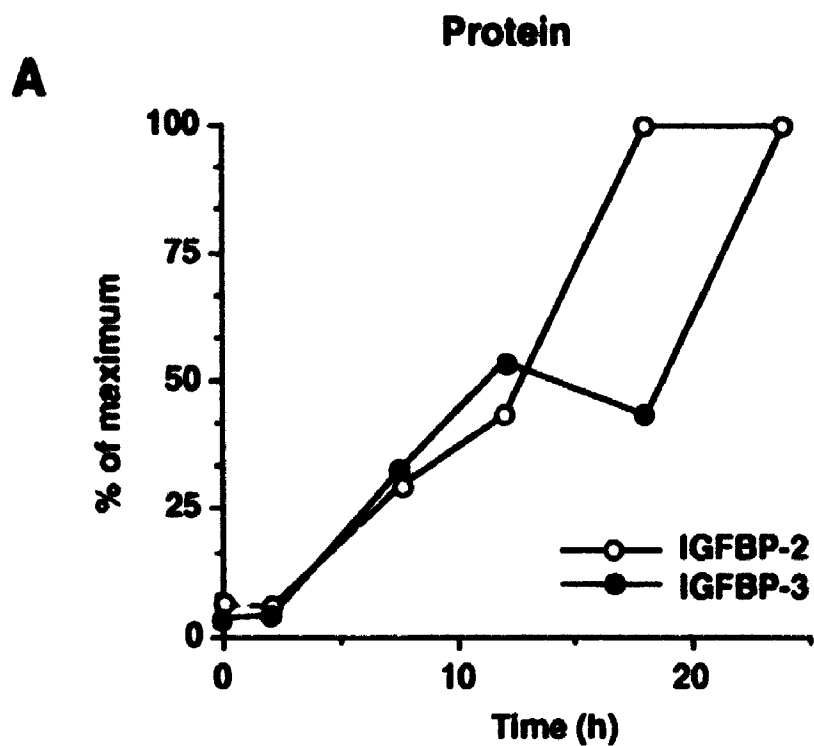 Protein
A
100
75
50
25
0
% of maximum
IGFBP-2
IGFBP-3
0 10 20
Time (h)